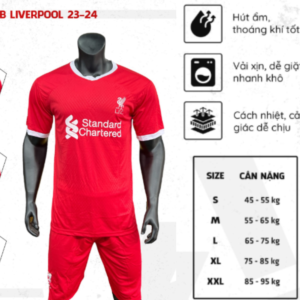 B LIVERPOOL 23-24
Hút ẩm,
thoáng khí tốt
Vải xịn, dễ giặt
nhanh khô
Cách nhiệt, cả
giác dễ chịu
Standard
Chartered
SIZE CÂN NẶNG
S 45 - 55 kg
M 55 - 65 kg
L 65 - 75 kg
XL 75 - 85 kg
XXL 85 - 95 kg